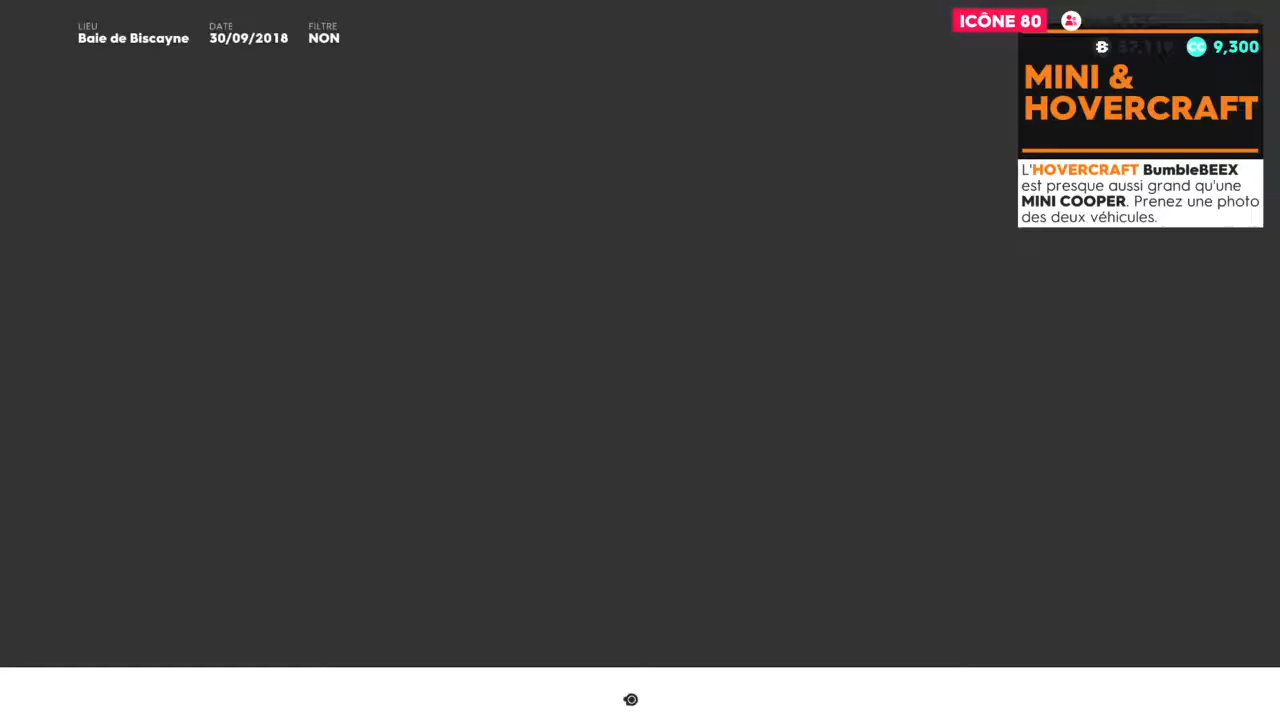 LIEU
Baie de Biscayne
DATE
30/09/2018
FILTRE
NON
ICÔNE 80
CC 9,300
MINI &
HOVERCRAFT
L'HOVERCRAFT BumbleBEEX
est presque aussi grand qu'une
MINI COOPER. Prenez une photo
des deux véhicules.